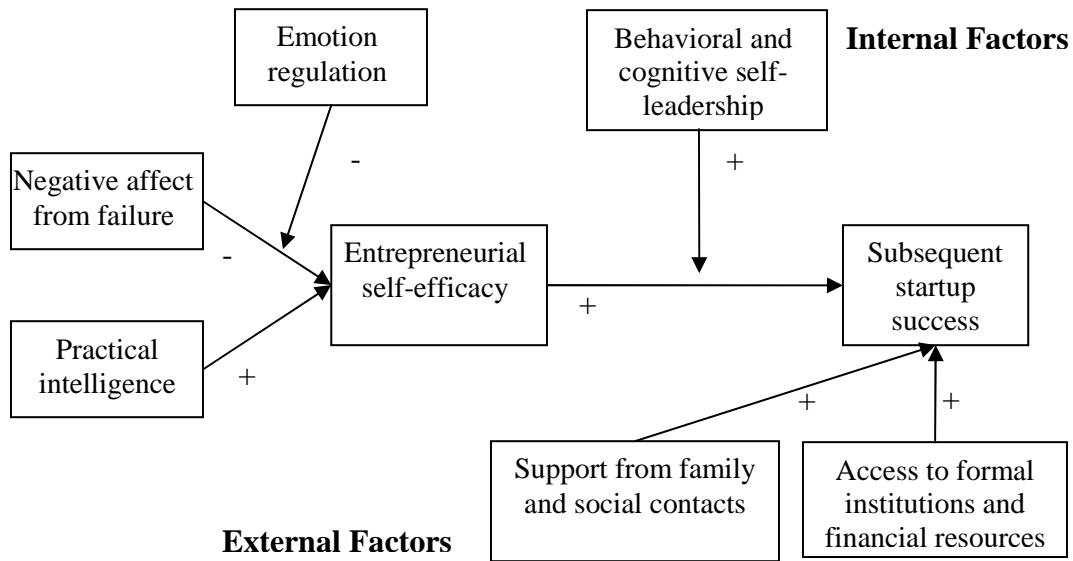 Emotion
regulation
Behavioral and
cognitive self-
leadership
Internal Factors
-
+
Negative affect
from failure
-
Entrepreneurial
self-efficacy
+
Subsequent
startup
success
Practical
intelligence
+
+
+
Support from family
and social contacts
Access to formal
institutions and
financial resources
External Factors